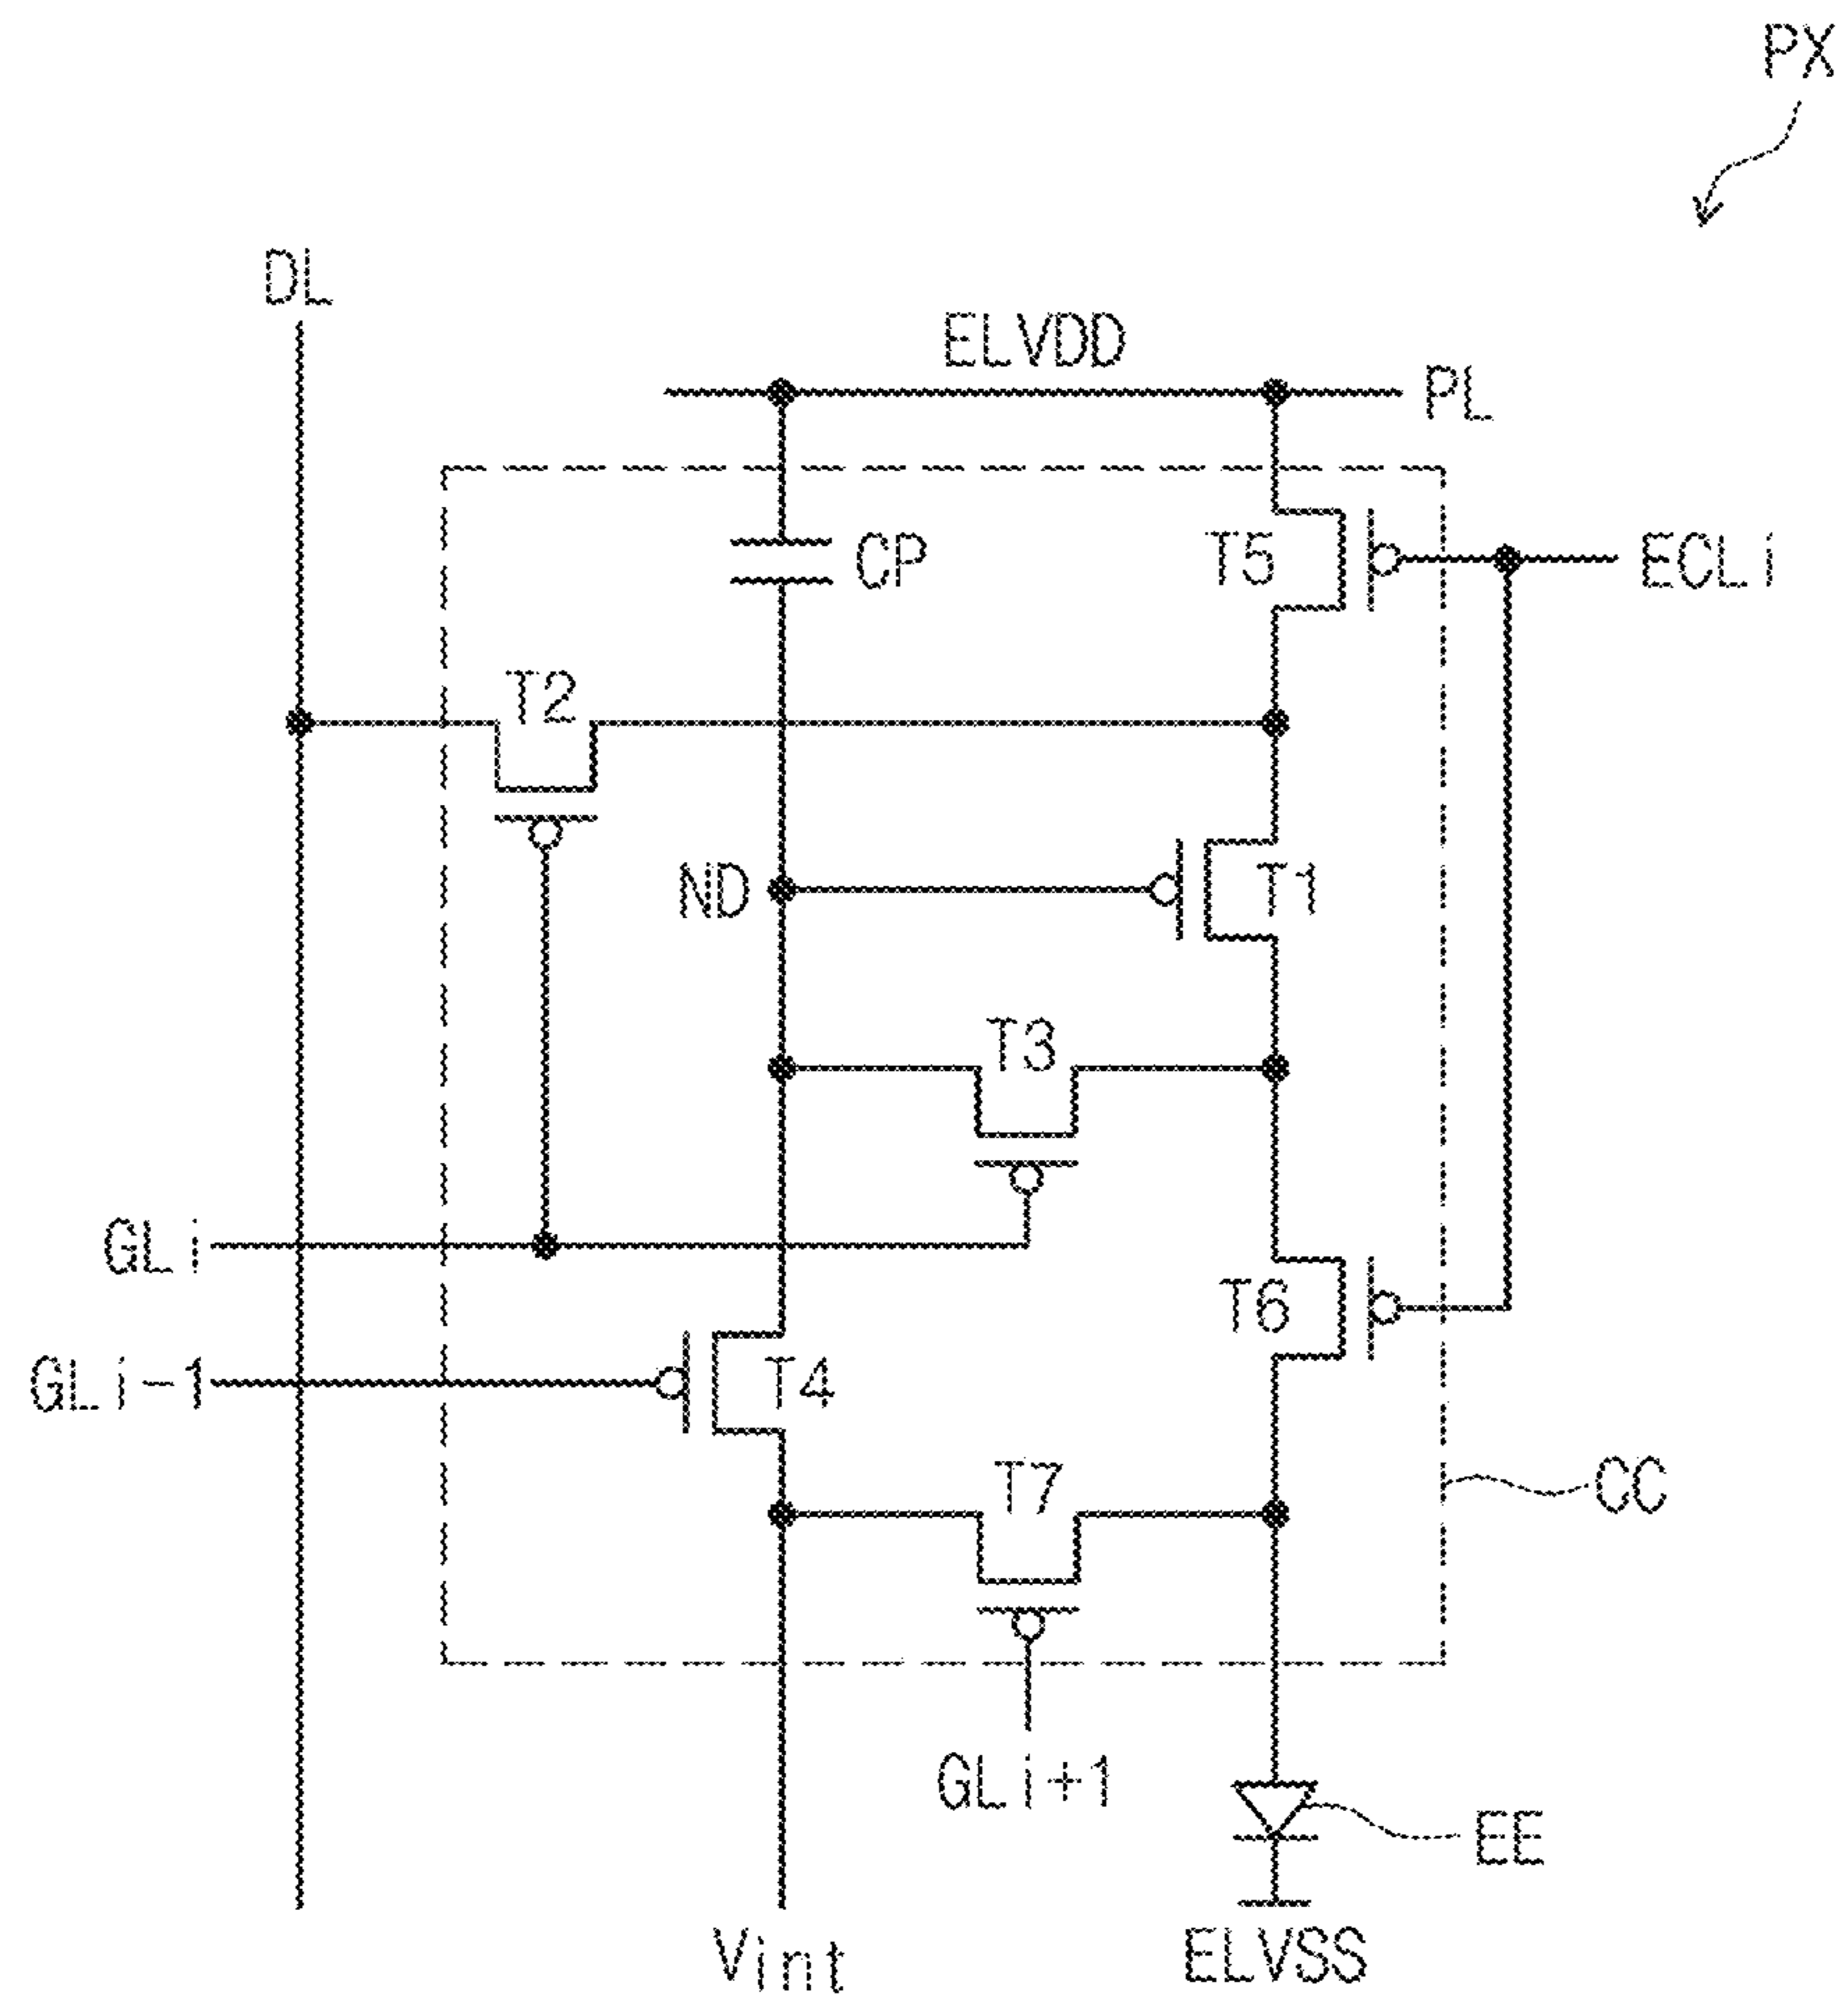 PX
DL
ELVDD
PL
CP
T5
ECLi
T2
ND
T1
T3
GLi
T6
GLi-1
T4
T7
CC
GLi+1
EE
Vint
ELVSS